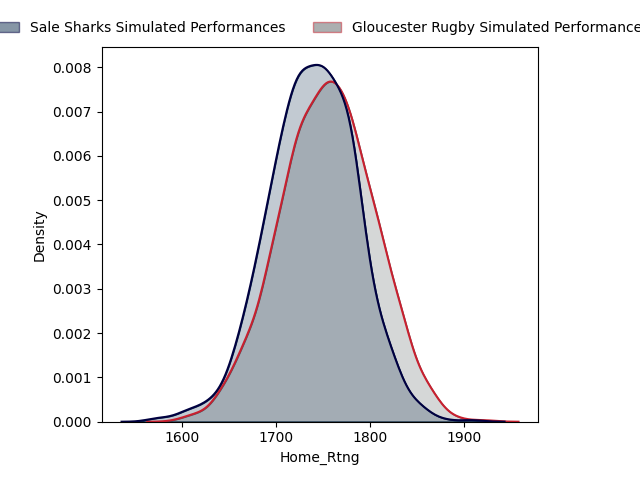 Sale Sharks Simulated Performances Gloucester Rugby Simulated Performance
0.008
0.007
0.006
0.005
0.004
0.003
0.002
0.001
0.000
Density
1600 1700 1800 1900
Home_Rtng